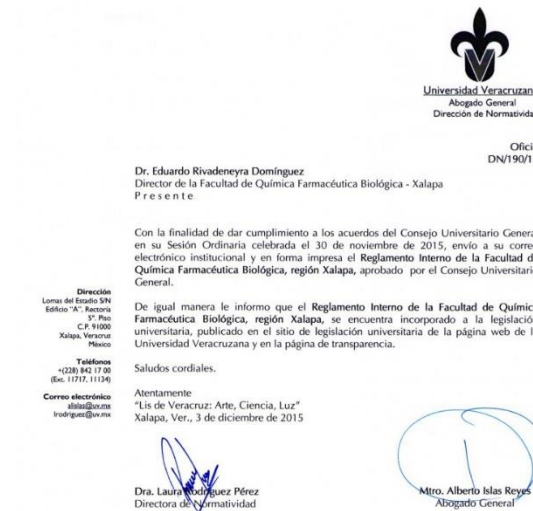 Universidad Veracruzan
Abogado General
Dirección de Normativida
Ofici
DN/190/1
Dr. Eduardo Rivadeneyra Domínguez
Director de la Facultad de Química Farmacéutica Biológica - Xalapa
P r e s e n t e
Con la finalidad de dar cumplimiento a los acuerdos del Consejo Universitario Genera
en su Sesión Ordinaria celebrada el 30 de noviembre de 2015, envío a su corre
electrónico institucional y en forma impresa el Reglamento Interno de la Facultad d
Química Farmacéutica Biológica, región Xalapa, aprobado por el Consejo Universitari
General.
De igual manera le informo que el Reglamento Interno de la Facultad de Químic
Farmacéutica Biológica, región Xalapa, se encuentra incorporado a la legislació
universitaria, publicado en el sitio de legislación universitaria de la página web de l
Universidad Veracruzana y en la página de transparencia.
Saludos cordiales.
Atentamente
"Lis de Veracruz: Arte, Ciencia, Luz"
Xalapa, Ver., 3 de diciembre de 2015
Dirección
Lomas del Estadio S/N
Edificio "A", Rectoría
5°. Piso
C.P. 91000
Xalapa, Veracruz
México
Teléfonos
+(228) 842 17 00
(Exc. 11717, 11134)
Correo electrónico
aislas@uv.mx
lrodriguez@uv.mx
Dra. Laura Rodríguez Pérez
Directora de Normatividad
Mtro. Alberto Islas Reyes
Abogado General